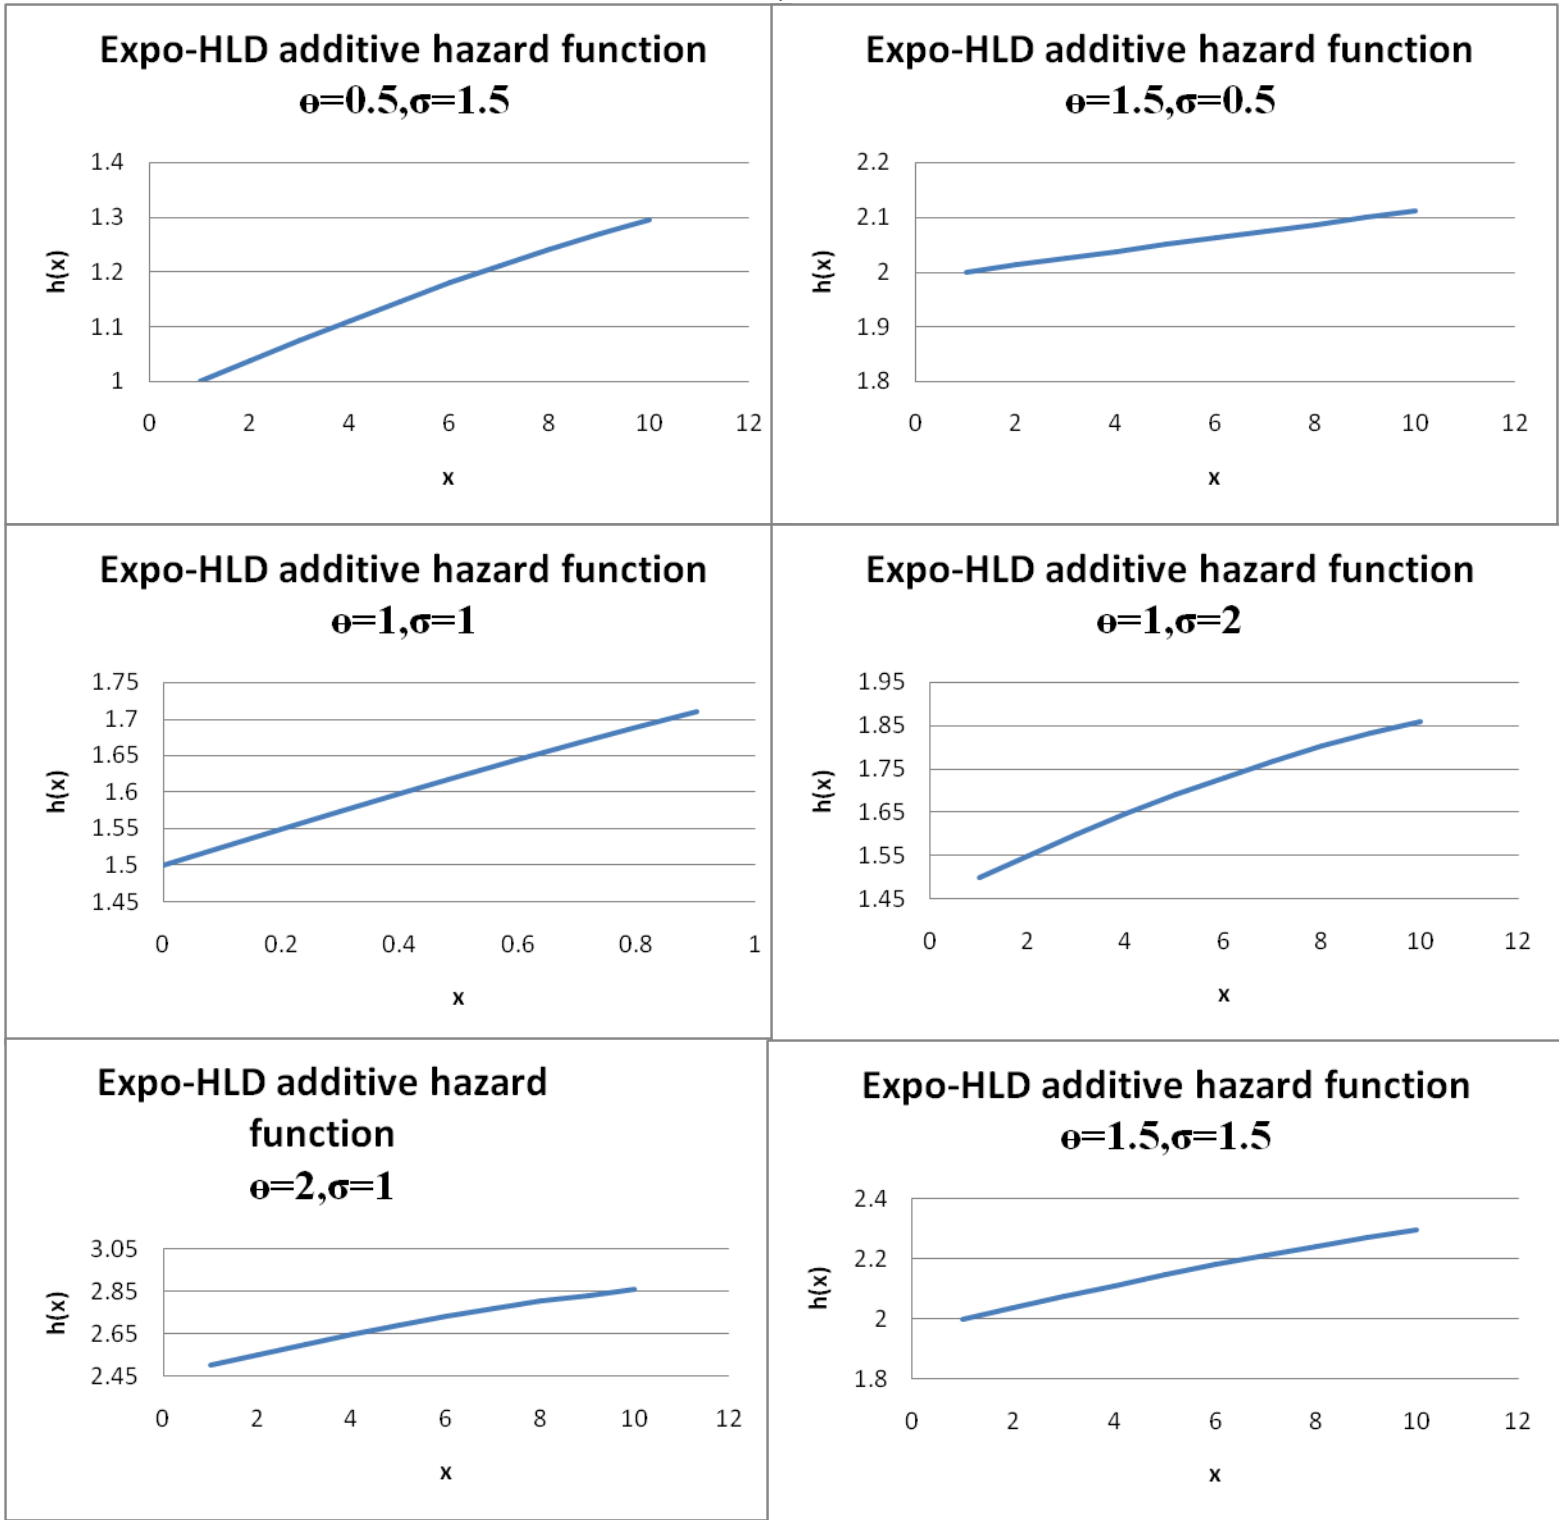 Expo-HLD additive hazard function
ɵ=0.5,σ=1.5
1.4
1.3
1.2
1.1
1
h(x)
0 2 4 6 8 10 12
x
Expo-HLD additive hazard function
ɵ=1.5,σ=0.5
2.2
2.1
2
1.9
1.8
h(x)
0 2 4 6 8 10 12
x
Expo-HLD additive hazard function
ɵ=1,σ=1
1.75
1.7
1.65
1.6
1.55
1.5
1.45
h(x)
0 0.2 0.4 0.6 0.8 1
x
Expo-HLD additive hazard function
ɵ=1,σ=2
1.95
1.85
1.75
1.65
1.55
1.45
h(x)
0 2 4 6 8 10 12
x
Expo-HLD additive hazard
function
ɵ=2,σ=1
3.05
2.85
2.65
2.45
h(x)
0 2 4 6 8 10 12
x
Expo-HLD additive hazard function
ɵ=1.5,σ=1.5
2.4
2.2
2
1.8
h(x)
0 2 4 6 8 10 12
x